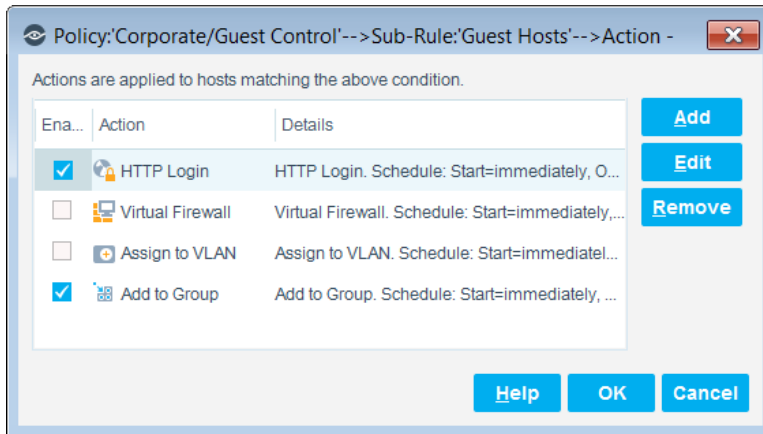 Policy:'Corporate/Guest Control'-->Sub-Rule:'Guest Hosts'-->Action -
Actions are applied to hosts matching the above condition.
Ena... Action Details
HTTP Login HTTP Login. Schedule: Start=immediately, O...
Virtual Firewall Virtual Firewall. Schedule: Start=immediately,...
Assign to VLAN Assign to VLAN. Schedule: Start=immediatel...
Add to Group Add to Group. Schedule: Start=immediately, ...
Add
Edit
Remove
Help OK Cancel